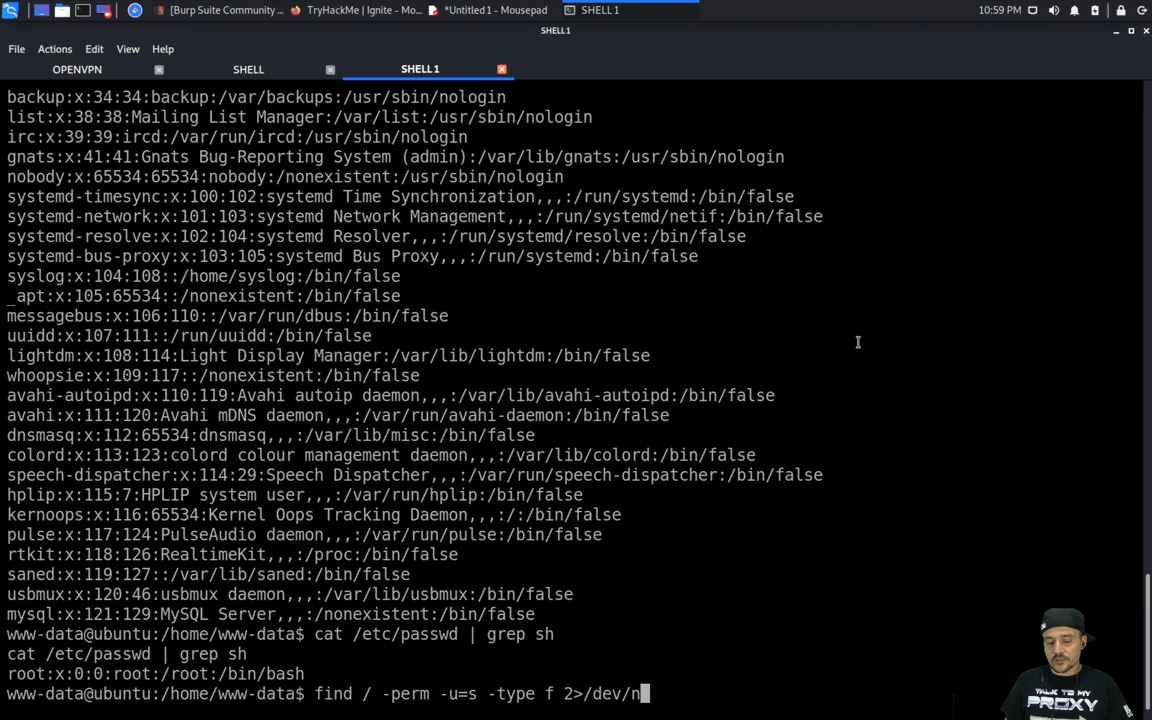 [Burp Suite Community ... TryHackMe | Ignite - Mo... *Untitled 1 - Mousepad SHELL 1 10:59 PM
SHELL1
File Actions Edit View Help
OPENVPN SHELL SHELL1
backup:x:34:34:backup:/var/backups:/usr/sbin/nologin
list:x:38:38:Mailing List Manager:/var/list:/usr/sbin/nologin
irc:x:39:39:ircd:/var/run/ircd:/usr/sbin/nologin
gnats:x:41:41:Gnats Bug-Reporting System (admin):/var/lib/gnats:/usr/sbin/nologin
nobody:x:65534:65534:nobody:/nonexistent:/usr/sbin/nologin
systemd-timesync:x:100:102:systemd Time Synchronization,,,:/run/systemd:/bin/false
systemd-network:x:101:103:systemd Network Management,,,:/run/systemd/netif:/bin/false
systemd-resolve:x:102:104:systemd Resolver,,,:/run/systemd/resolve:/bin/false
systemd-bus-proxy:x:103:105:systemd Bus Proxy,,,:/run/systemd:/bin/false
syslog:x:104:108::/home/syslog:/bin/false
_apt:x:105:65534::/nonexistent:/bin/false
messagebus:x:106:110::/var/run/dbus:/bin/false
uuidd:x:107:111::/run/uuidd:/bin/false
lightdm:x:108:114:Light Display Manager:/var/lib/lightdm:/bin/false
whoopsie:x:109:117::/nonexistent:/bin/false
avahi-autoipd:x:110:119:Avahi autoip daemon,,,:/var/lib/avahi-autoipd:/bin/false
avahi:x:111:120:Avahi mDNS daemon,,,:/var/run/avahi-daemon:/bin/false
dnsmasq:x:112:65534:dnsmasq,,,:/var/lib/misc:/bin/false
colord:x:113:123:colord colour management daemon,,,:/var/lib/colord:/bin/false
speech-dispatcher:x:114:29:Speech Dispatcher,,,:/var/run/speech-dispatcher:/bin/false
hplip:x:115:7:HPLIP system user,,,:/var/run/hplip:/bin/false
kernoops:x:116:65534:Kernel Oops Tracking Daemon,,,:/:/bin/false
pulse:x:117:124:PulseAudio daemon,,,:/var/run/pulse:/bin/false
rtkit:x:118:126:RealtimeKit,,,:/proc:/bin/false
saned:x:119:127::/var/lib/saned:/bin/false
usbmux:x:120:46:usbmux daemon,,,:/var/lib/usbmux:/bin/false
mysql:x:121:129:MySQL Server,,,:/nonexistent:/bin/false
www-data@ubuntu:/home/www-data$ cat /etc/passwd | grep sh
cat /etc/passwd | grep sh
root:x:0:0:root:/root:/bin/bash
www-data@ubuntu:/home/www-data$ find / -perm -u=s -type f 2>/dev/n
TALK TO MY
PROXY